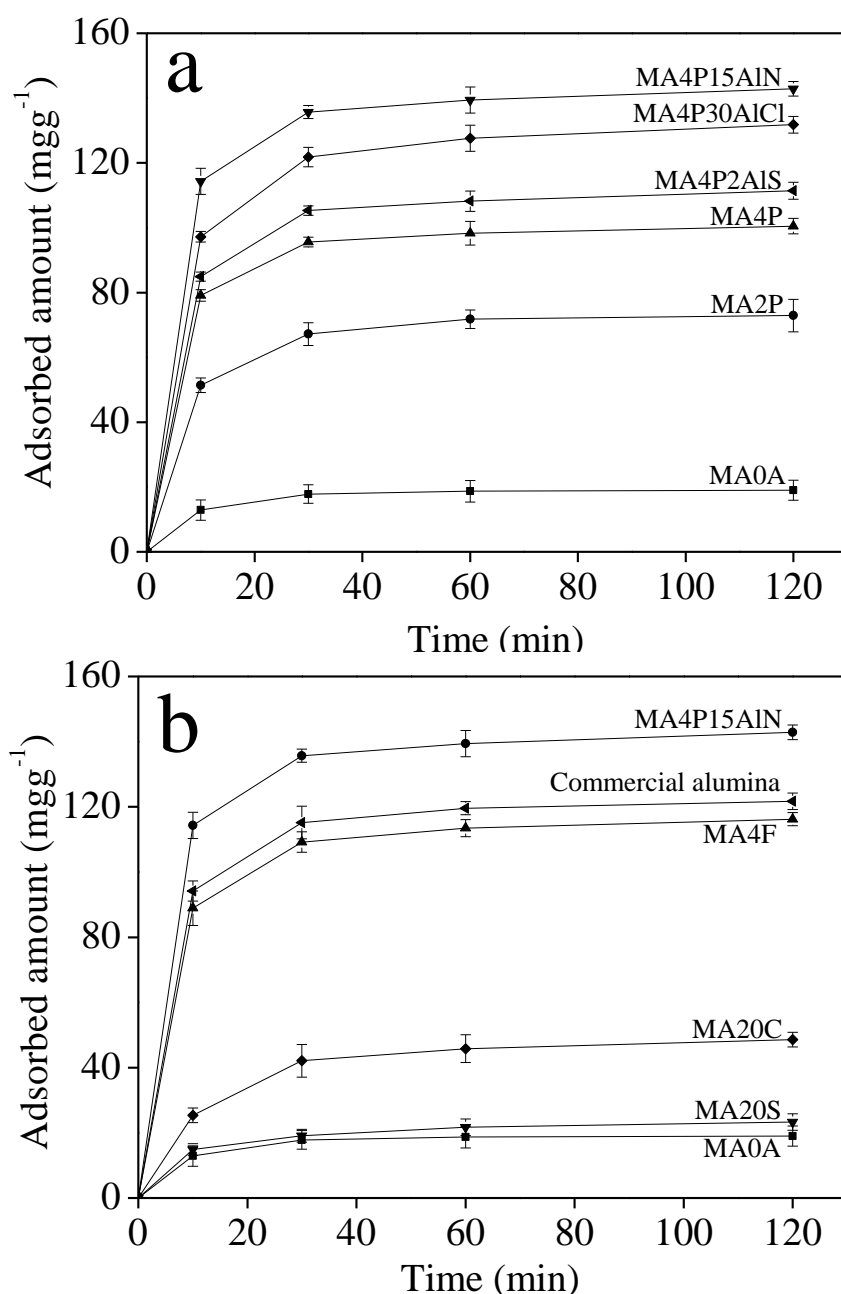 a
160
120
80
40
0
Adsorbed amount (mgg⁻¹)
MA4P15AlN
MA4P30AlCl
MA4P2AlS
MA4P
MA2P
MA0A
0 20 40 60 80 100 120
Time (min)
b
160
120
80
40
0
Adsorbed amount (mgg⁻¹)
MA4P15AlN
Commercial alumina
MA4F
MA20C
MA20S
MA0A
0 20 40 60 80 100 120
Time (min)